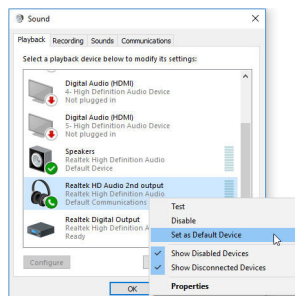 Sound
Playback Recording Sounds Communications
Select a playback device below to modify its settings:
Digital Audio (HDMI)
4- High Definition Audio Device
Not plugged in
Digital Audio (HDMI)
5- High Definition Audio Device
Not plugged in
Speakers
Realtek High Definition Audio
Default Device
Realtek HD Audio 2nd output
Realtek High Definition Audio
Default Communications
Realtek Digital Output
Realtek High Definition A
Ready
Test
Disable
Set as Default Device
Show Disabled Devices
Show Disconnected Devices
Properties
Configure
OK